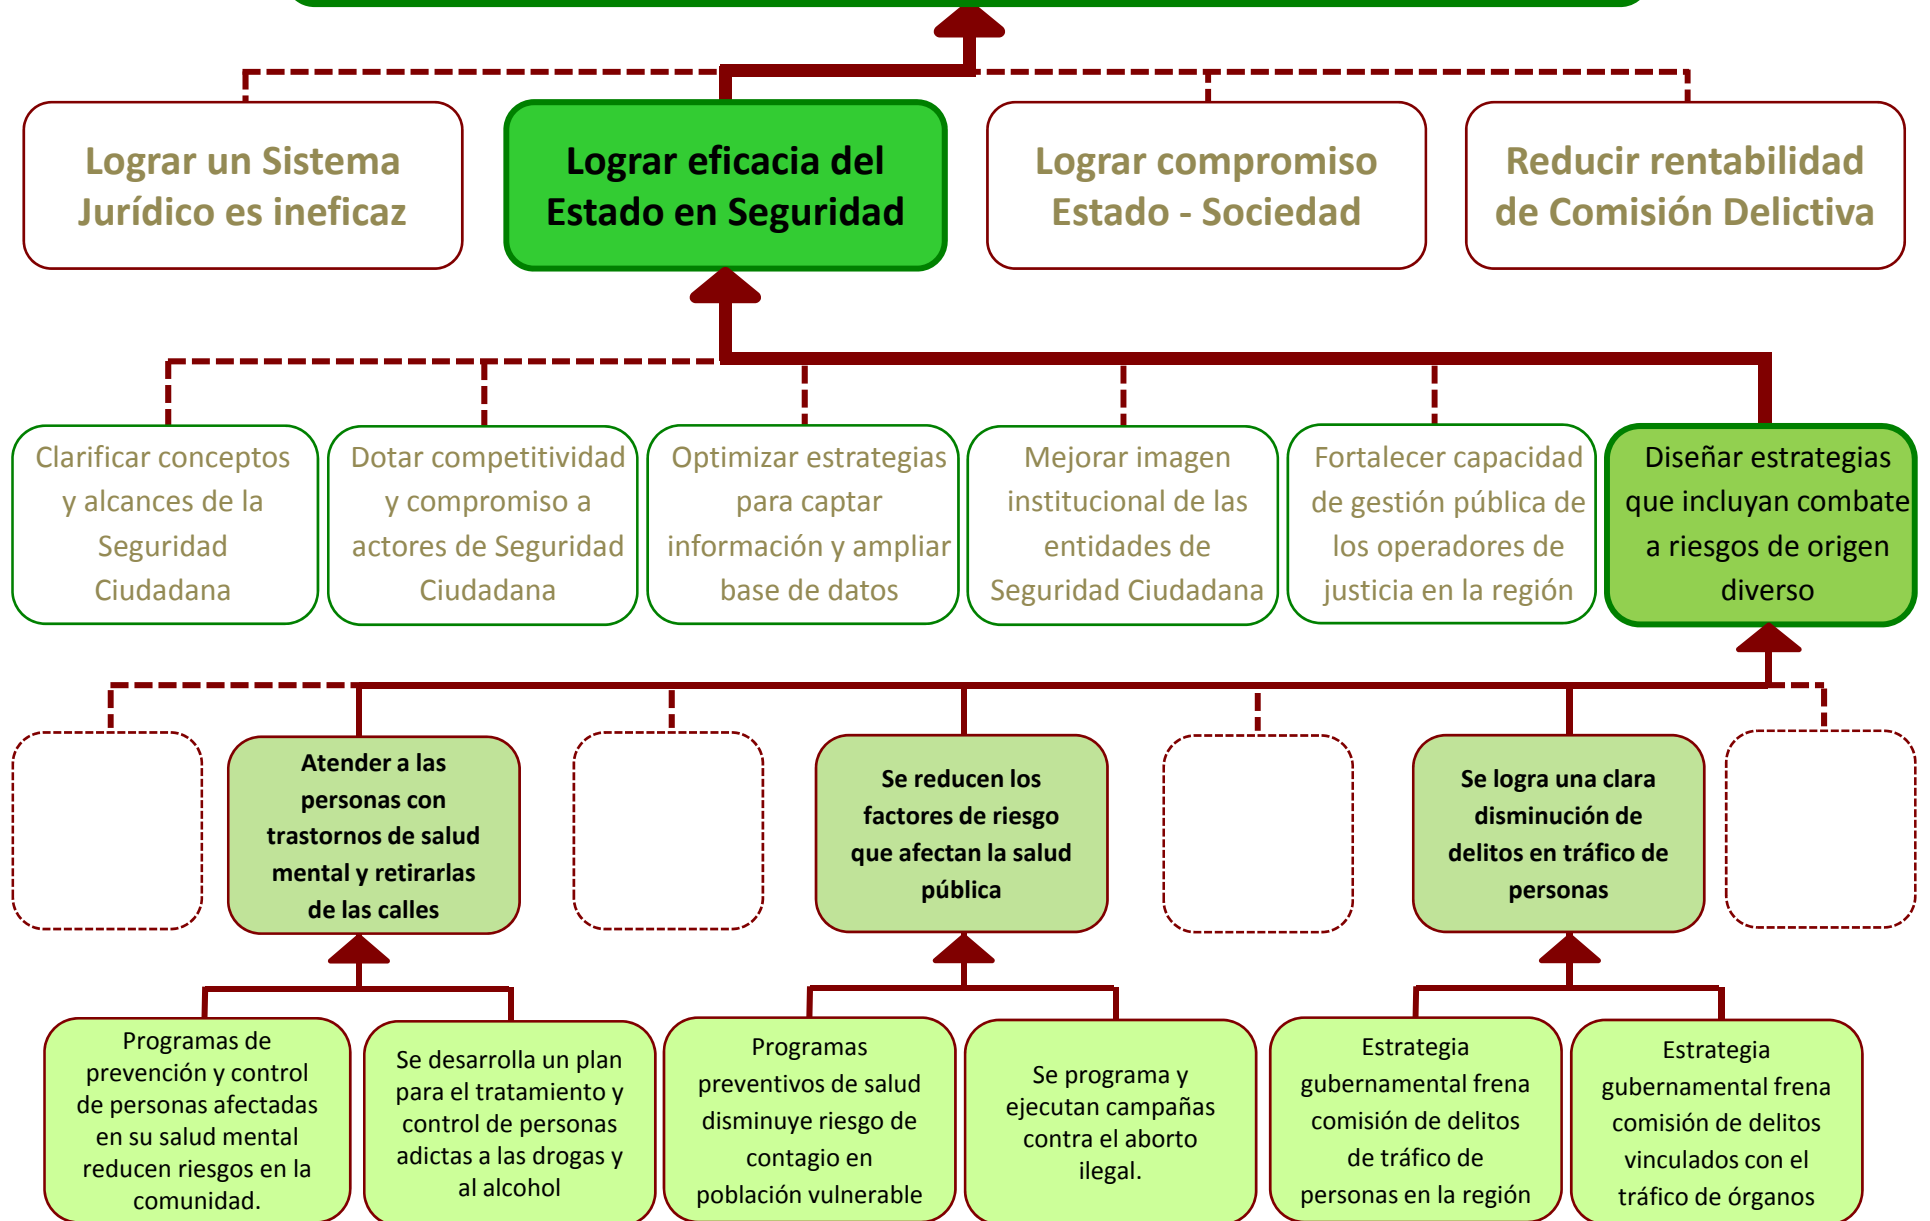 Lograr un Sistema
Jurídico es ineficaz
Lograr eficacia del
Estado en Seguridad
Lograr compromiso
Estado - Sociedad
Reducir rentabilidad
de Comisión Delictiva
Clarificar conceptos
y alcances de la
Seguridad
Ciudadana
Dotar competitividad
y compromiso a
actores de Seguridad
Ciudadana
Optimizar estrategias
para captar
información y ampliar
base de datos
Mejorar imagen
institucional de las
entidades de
Seguridad Ciudadana
Fortalecer capacidad
de gestión pública de
los operadores de
justicia en la región
Diseñar estrategias
que incluyan combate
a riesgos de origen
diverso
Atender a las
personas con
trastornos de salud
mental y retirarlas
de las calles
Se reducen los
factores de riesgo
que afectan la salud
pública
Se logra una clara
disminución de
delitos en tráfico de
personas
Programas de
prevención y control
de personas afectadas
en su salud mental
reducen riesgos en la
comunidad.
Se desarrolla un plan
para el tratamiento y
control de personas
adictas a las drogas y
al alcohol
Programas
preventivos de salud
disminuye riesgo de
contagio en
población vulnerable
Se programa y
ejecutan campañas
contra el aborto
ilegal.
Estrategia
gubernamental frena
comisión de delitos
de tráfico de
personas en la región
Estrategia
gubernamental frena
comisión de delitos
vinculados con el
tráfico de órganos